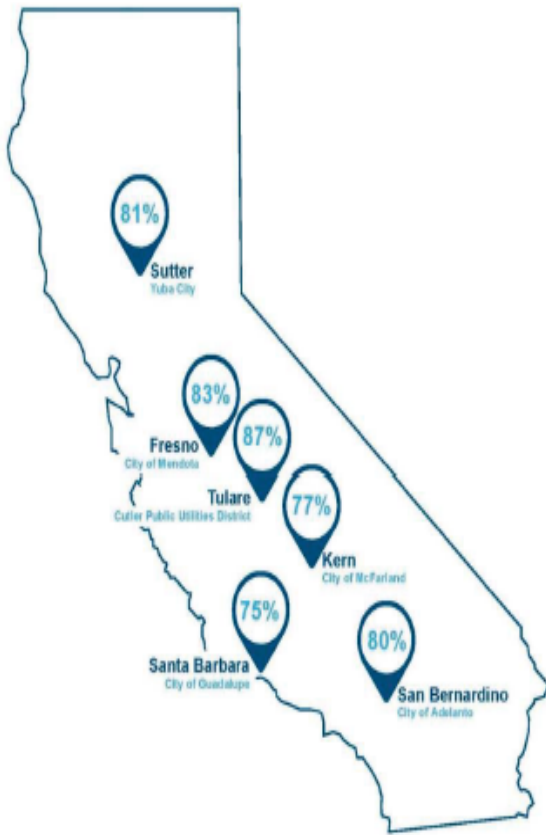 81%
Sutter
Yuba City
83%
Fresno
City of Mendota
87%
Tulare
Cutler Public Utilities District
77%
Kern
City of McFarland
75%
Santa Barbara
City of Guadalupe
80%
San Bernardino
City of Adelanto